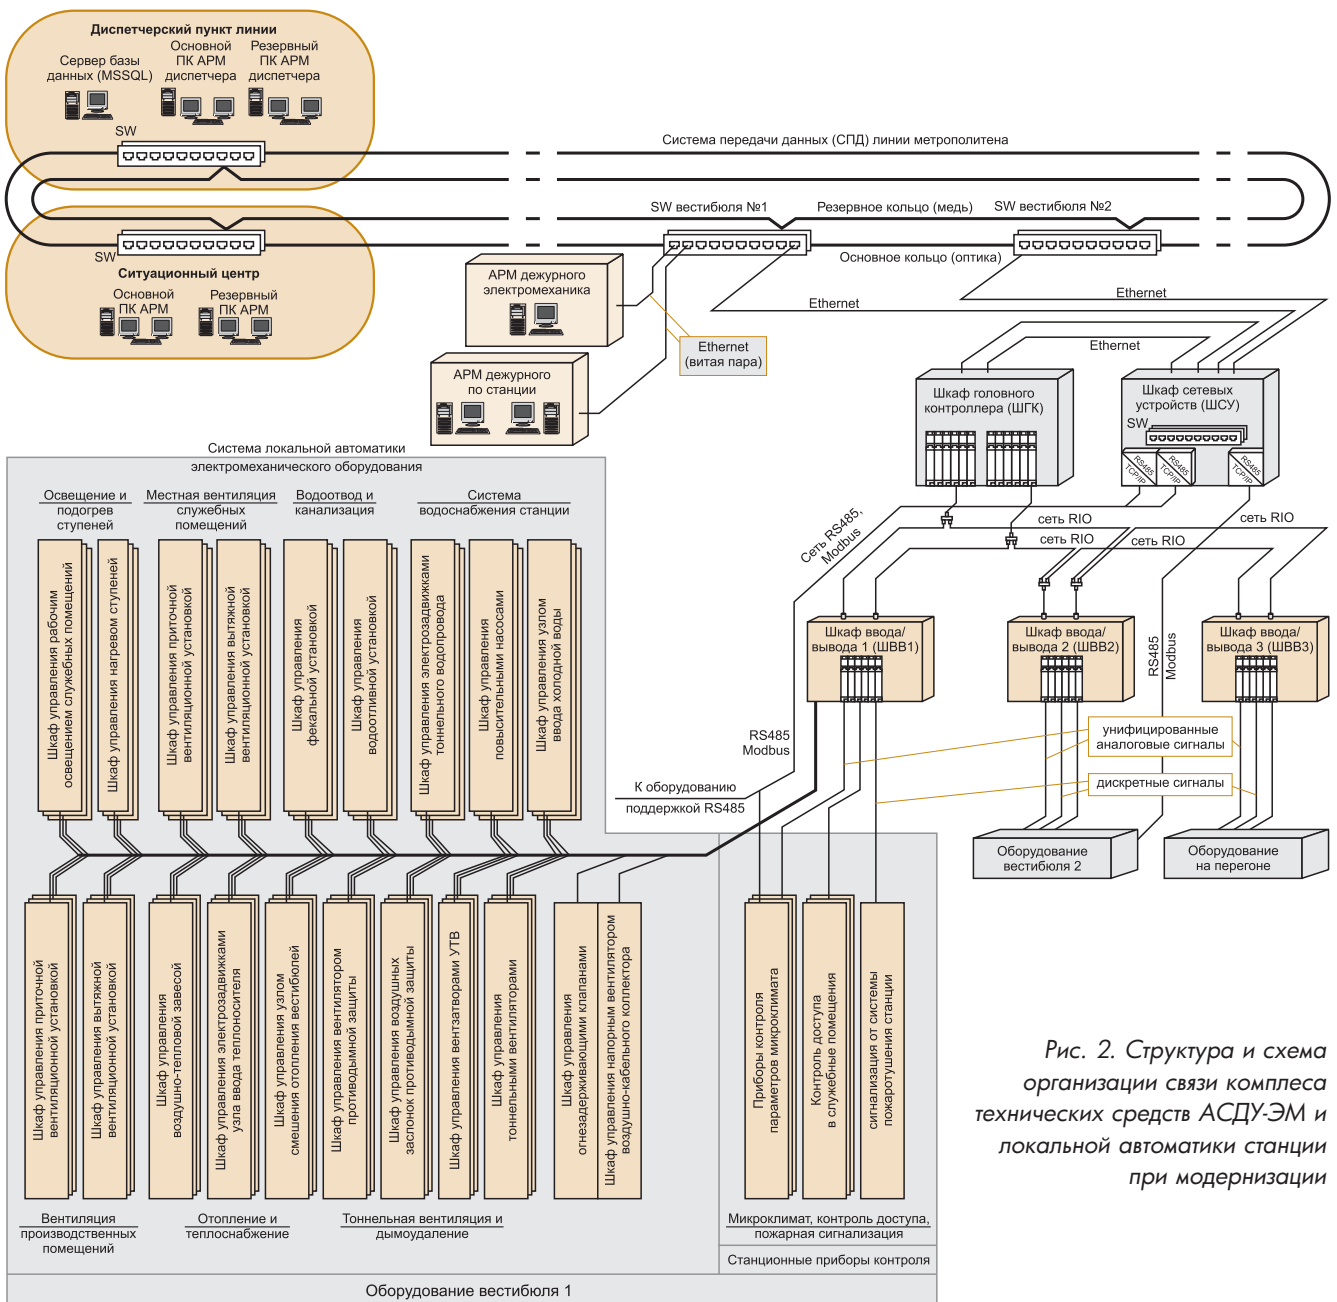 Диспетчерский пункт линии
Сервер базы
данных (MSSQL)
Основной
ПК АРМ
диспетчера
Резервный
ПК АРМ
диспетчера
SW
Система передачи данных (СПД) линии метрополитена
SW вестибюля №1
Резервное кольцо (медь)
SW вестибюля №2
Основное кольцо (оптика)
SW
Ситуационный центр
Основной
ПК АРМ
Резервный
ПК АРМ
АРМ дежурного
электромеханика
АРМ дежурного
по станции
Ethernet
(витая пара)
Ethernet
Ethernet
Ethernet
Шкаф головного
контроллера (ШГК)
Шкаф сетевых
устройств (ШСУ)
SW
RS485
TCP/IP
RS485
TCP/IP
RS485
TCP/IP
Сеть RS485,
Modbus
сеть RIO
сеть RIO
сеть RIO
сеть RIO
Шкаф ввода/
вывода 1 (ШВВ1)
Шкаф ввода/
вывода 2 (ШВВ2)
Шкаф ввода/
вывода 3 (ШВВ3)
RS485
Modbus
RS485
Modbus
унифицированные
аналоговые сигналы
дискретные сигналы
К оборудованию
поддержкой RS485
Оборудование
вестибюля 2
Оборудование
на перегоне
Система локальной автоматики
электромеханического оборудования
Освещение и
подогрев
ступеней
Местная вентиляция
служебных
помещений
Водоотвод и
канализация
Система
водоснабжения станции
Шкаф управления рабочим
освещением служебных помещений
Шкаф управления нагревом ступеней
Шкаф управления приточной
вентиляционной установкой
Шкаф управления вытяжной
вентиляционной установкой
Шкаф управления
фекальной установкой
Шкаф управления
водоотливной установкой
Шкаф управления электрозадвижками
тоннельного водопровода
Шкаф управления
повысительными насосами
Шкаф управления узлом
ввода холодной воды
Шкаф управления приточной
вентиляционной установкой
Шкаф управления вытяжной
вентиляционной установкой
Шкаф управления
воздушно-тепловой завесой
Шкаф управления электрозадвижками
узла ввода теплоносителя
Шкаф управления узлом
смешения отопления вестибюлей
Шкаф управления вентилятором
противодымной защиты
Шкаф управления воздушных
заслонок противодымной защиты
Шкаф управления вентзатворами УТВ
Шкаф управления
тоннельными вентиляторами
Шкаф управления
огнезадерживающими клапанами
Шкаф управления напорным вентилятором
воздушно-кабельного коллектора
Приборы контроля
параметров микроклимата
Контроль доступа
в служебные помещения
сигнализация от системы
пожаротушения станции
Вентиляция
производственных
помещений
Отопление и
теплоснабжение
Тоннельная вентиляция и
дымоудаление
Микроклимат, контроль доступа,
пожарная сигнализация
Станционные приборы контроля
Оборудование вестибюля 1
Рис. 2. Структура и схема
организации связи комплеса
технических средств АСДУ-ЭМ и
локальной автоматики станции
при модернизации